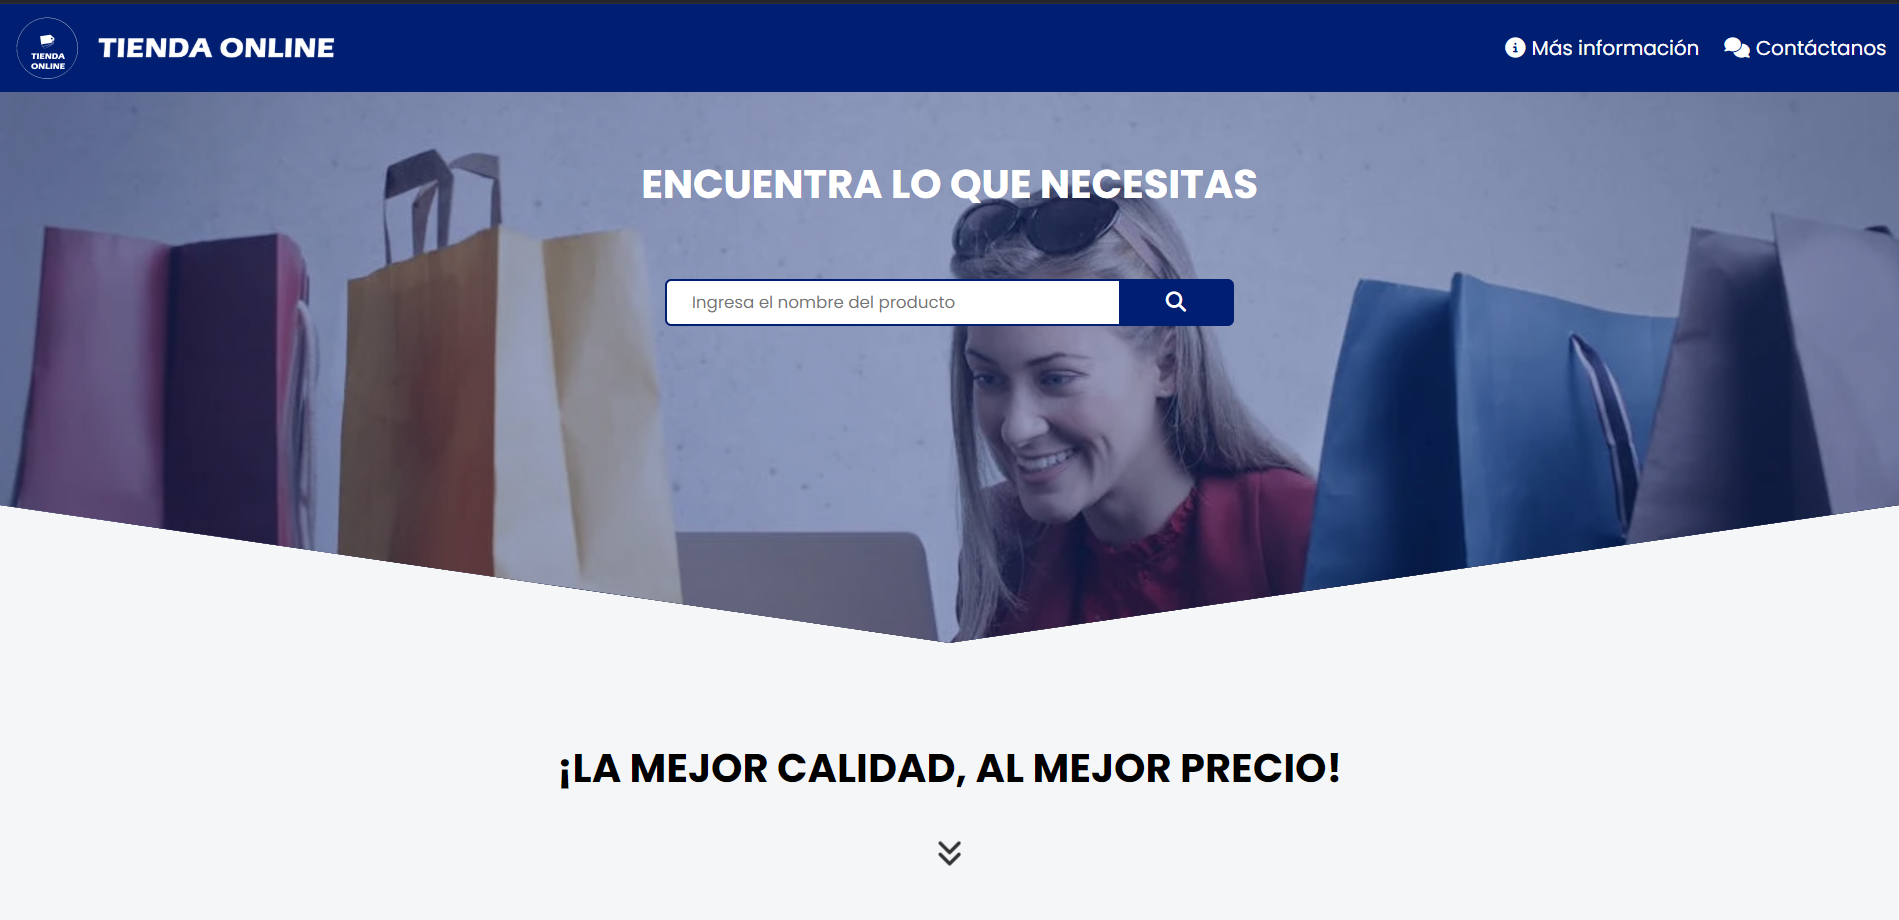 TIENDA
ONLINE
TIENDA ONLINE
Más información
Contáctanos
ENCUENTRA LO QUE NECESITAS
Ingresa el nombre del producto
¡LA MEJOR CALIDAD, AL MEJOR PRECIO!